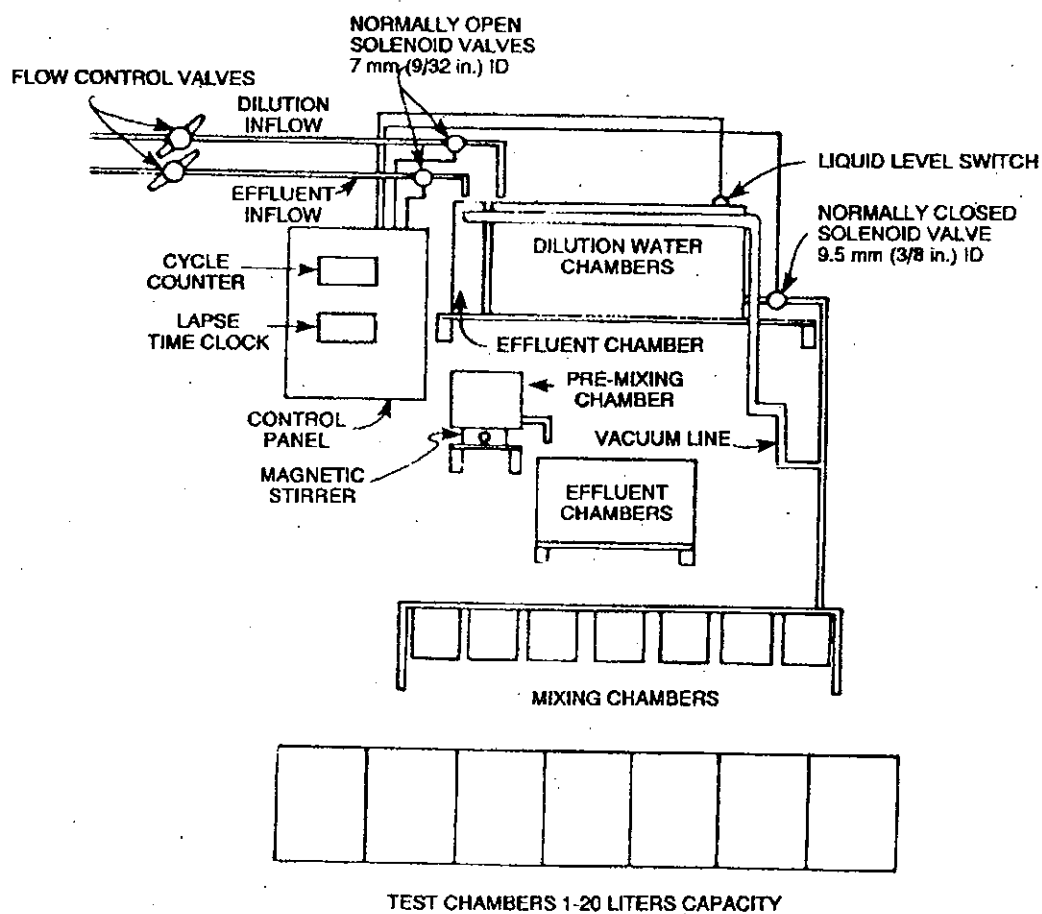 NORMALLY OPEN
SOLENOID VALVES
7 mm (9/32 in.) ID
FLOW CONTROL VALVES
DILUTION
INFLOW
LIQUID LEVEL SWITCH
EFFLUENT
INFLOW
NORMALLY CLOSED
SOLENOID VALVE
9.5 mm (3/8 in.) ID
DILUTION WATER
CHAMBERS
CYCLE
COUNTER
LAPSE
TIME CLOCK
EFFLUENT CHAMBER
PRE-MIXING
CHAMBER
CONTROL
PANEL
VACUUM LINE
MAGNETIC
STIRRER
EFFLUENT
CHAMBERS
MIXING CHAMBERS
TEST CHAMBERS 1-20 LITERS CAPACITY